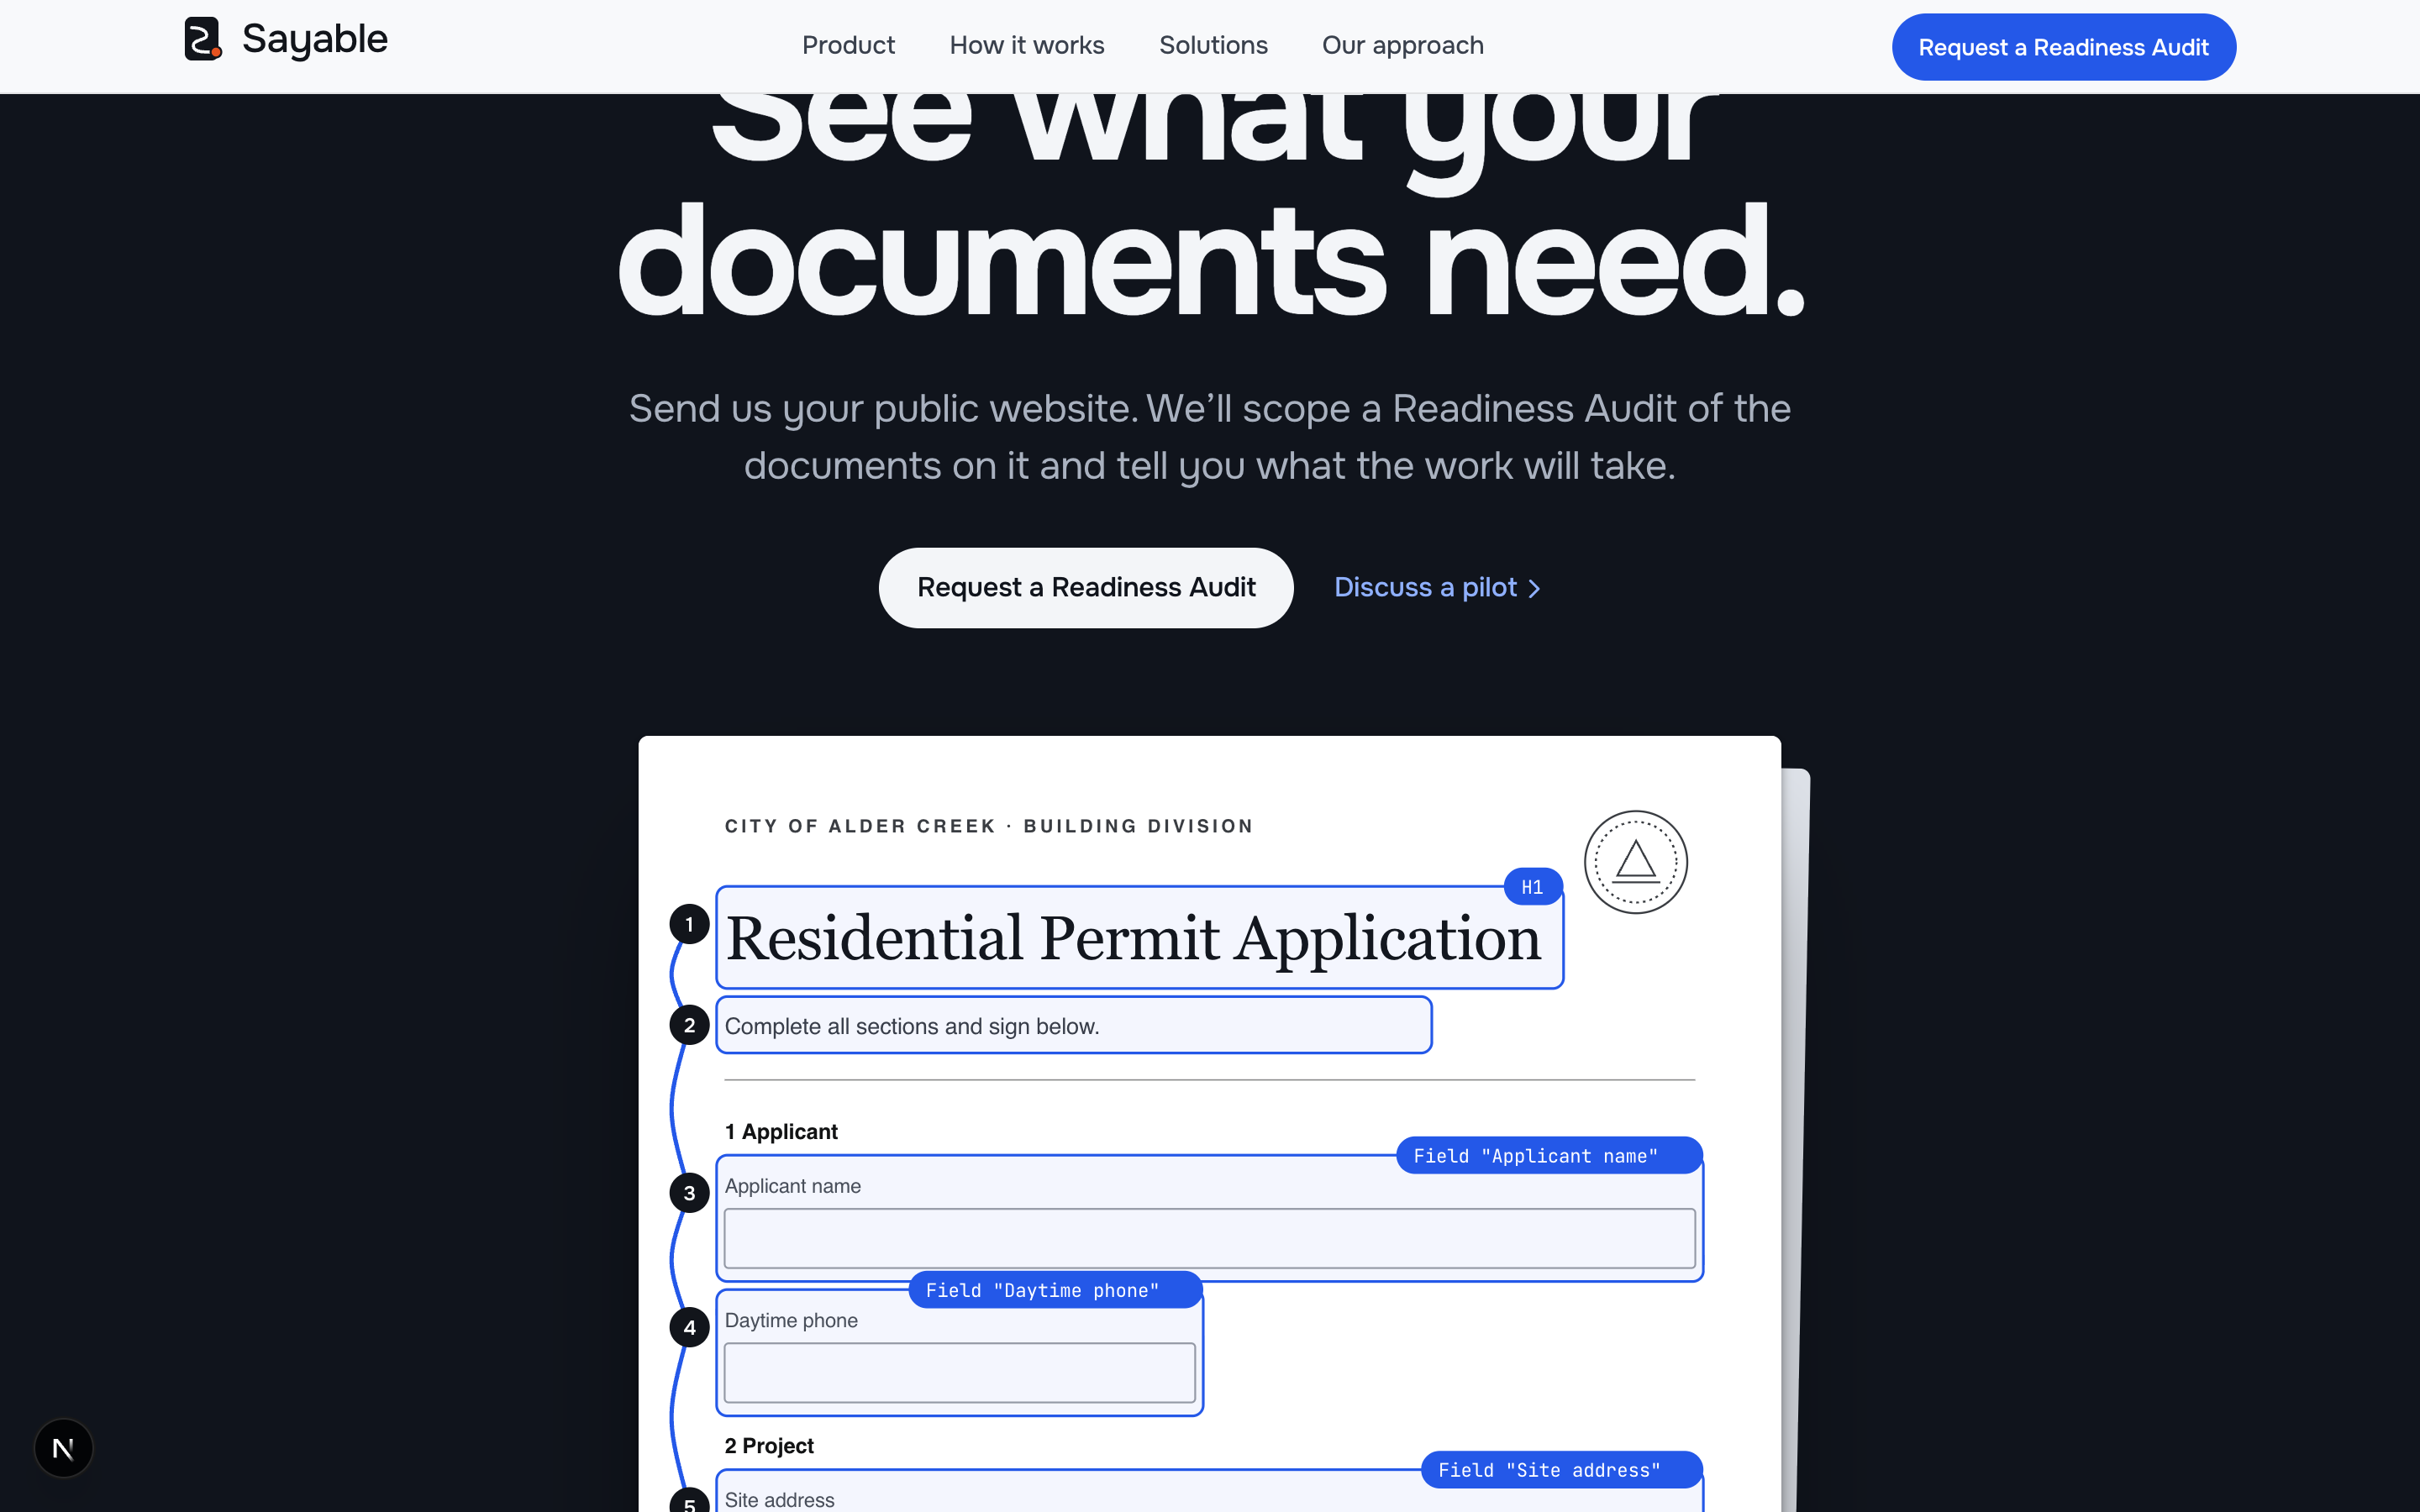 Sayable
Product
How it works
Solutions
Our approach
Request a Readiness Audit
See what your
documents need.
Send us your public website. We’ll scope a Readiness Audit of the
documents on it and tell you what the work will take.
Request a Readiness Audit
Discuss a pilot
CITY OF ALDER CREEK · BUILDING DIVISION
H1
1
Residential Permit Application
2
Complete all sections and sign below.
1 Applicant
Field "Applicant name"
3
Applicant name
Field "Daytime phone"
4
Daytime phone
2 Project
Field "Site address"
5
Site address
N